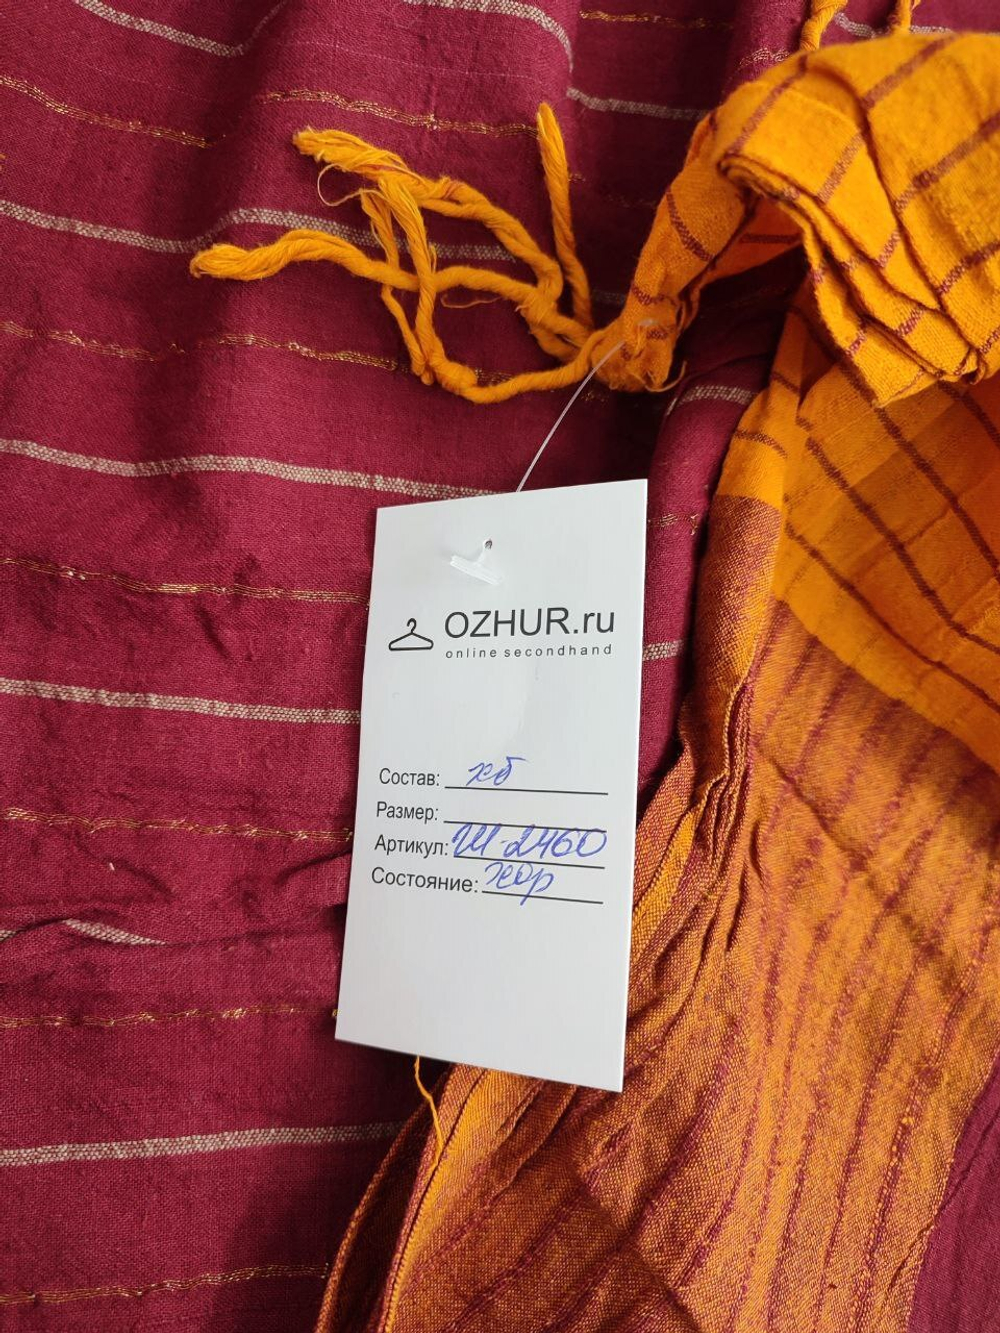 OZHUR.ru
online secondhand
Состав: хб
Размер:
Артикул: Ш-2460
Состояние: хор